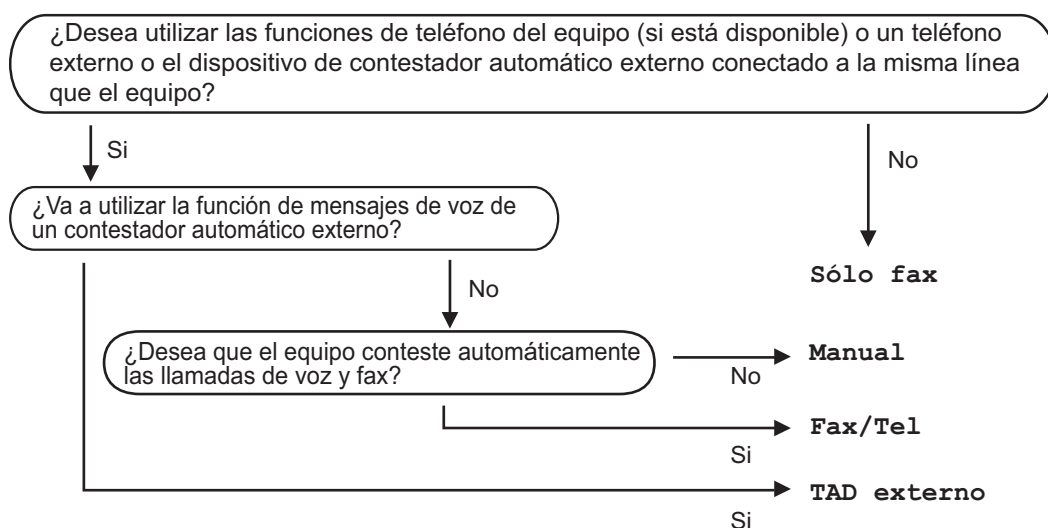 ¿Desea utilizar las funciones de teléfono del equipo (si está disponible) o un teléfono
externo o el dispositivo de contestador automático externo conectado a la misma línea
que el equipo?
Si
No
¿Va a utilizar la función de mensajes de voz de
un contestador automático externo?
Sólo fax
No
¿Desea que el equipo conteste automáticamente
las llamadas de voz y fax?
No
Manual
Si
Fax/Tel
Si
TAD externo